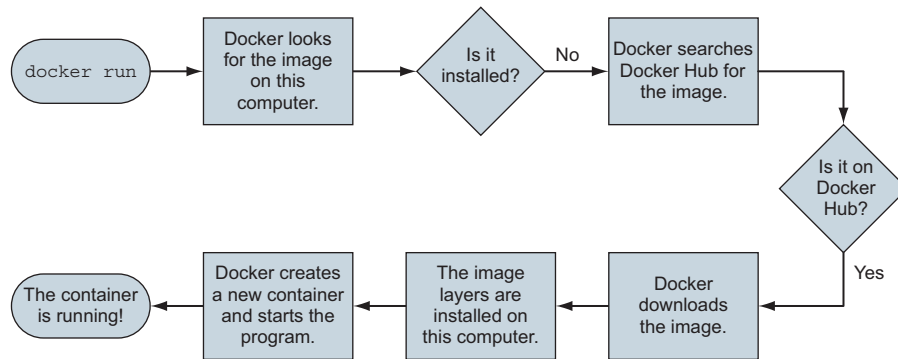 docker run
Docker looks
for the image
on this
computer.
Is it
installed?
No
Docker searches
Docker Hub for
the image.
Is it on
Docker
Hub?
Yes
Docker
downloads
the image.
The image
layers are
installed on
this computer.
Docker creates
a new container
and starts the
program.
The container
is running!